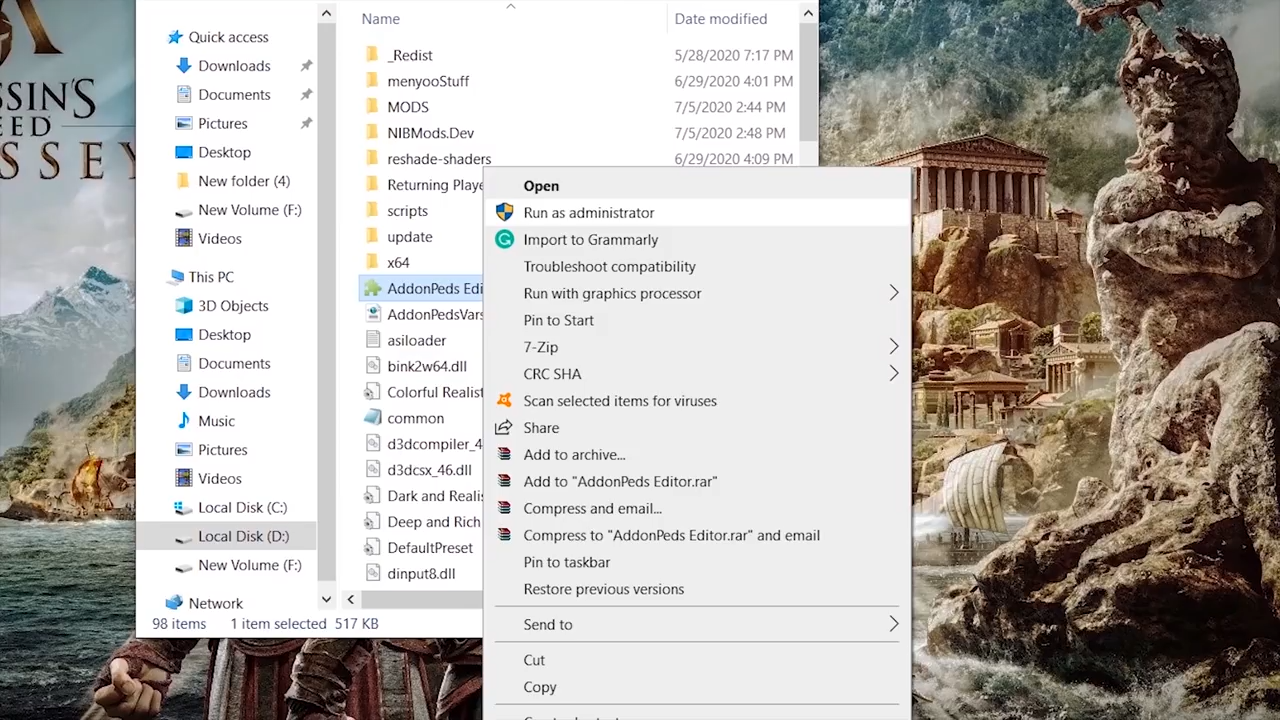 SSIN'S
EED
SSEY
Quick access
Downloads
Documents
Pictures
Desktop
New folder (4)
New Volume (F:)
Videos
This PC
3D Objects
Desktop
Documents
Downloads
Music
Pictures
Videos
Local Disk (C:)
Local Disk (D:)
New Volume (F:)
Network
98 items 1 item selected 517 KB
Name Date modified
_Redist 5/28/2020 7:17 PM
menyooStuff 6/29/2020 4:01 PM
MODS 7/5/2020 2:44 PM
NIBMods.Dev 7/5/2020 2:48 PM
reshade-shaders 6/29/2020 4:09 PM
Returning Playe
scripts
update
x64
AddonPeds Edi
AddonPedsVars
asiloader
bink2w64.dll
Colorful Realist
common
d3dcompiler_4
d3dcsx_46.dll
Dark and Realis
Deep and Rich
DefaultPreset
dinput8.dll
Open
Run as administrator
Import to Grammarly
Troubleshoot compatibility
Run with graphics processor
Pin to Start
7-Zip
CRC SHA
Scan selected items for viruses
Share
Add to archive...
Add to "AddonPeds Editor.rar"
Compress and email...
Compress to "AddonPeds Editor.rar" and email
Pin to taskbar
Restore previous versions
Send to
Cut
Copy